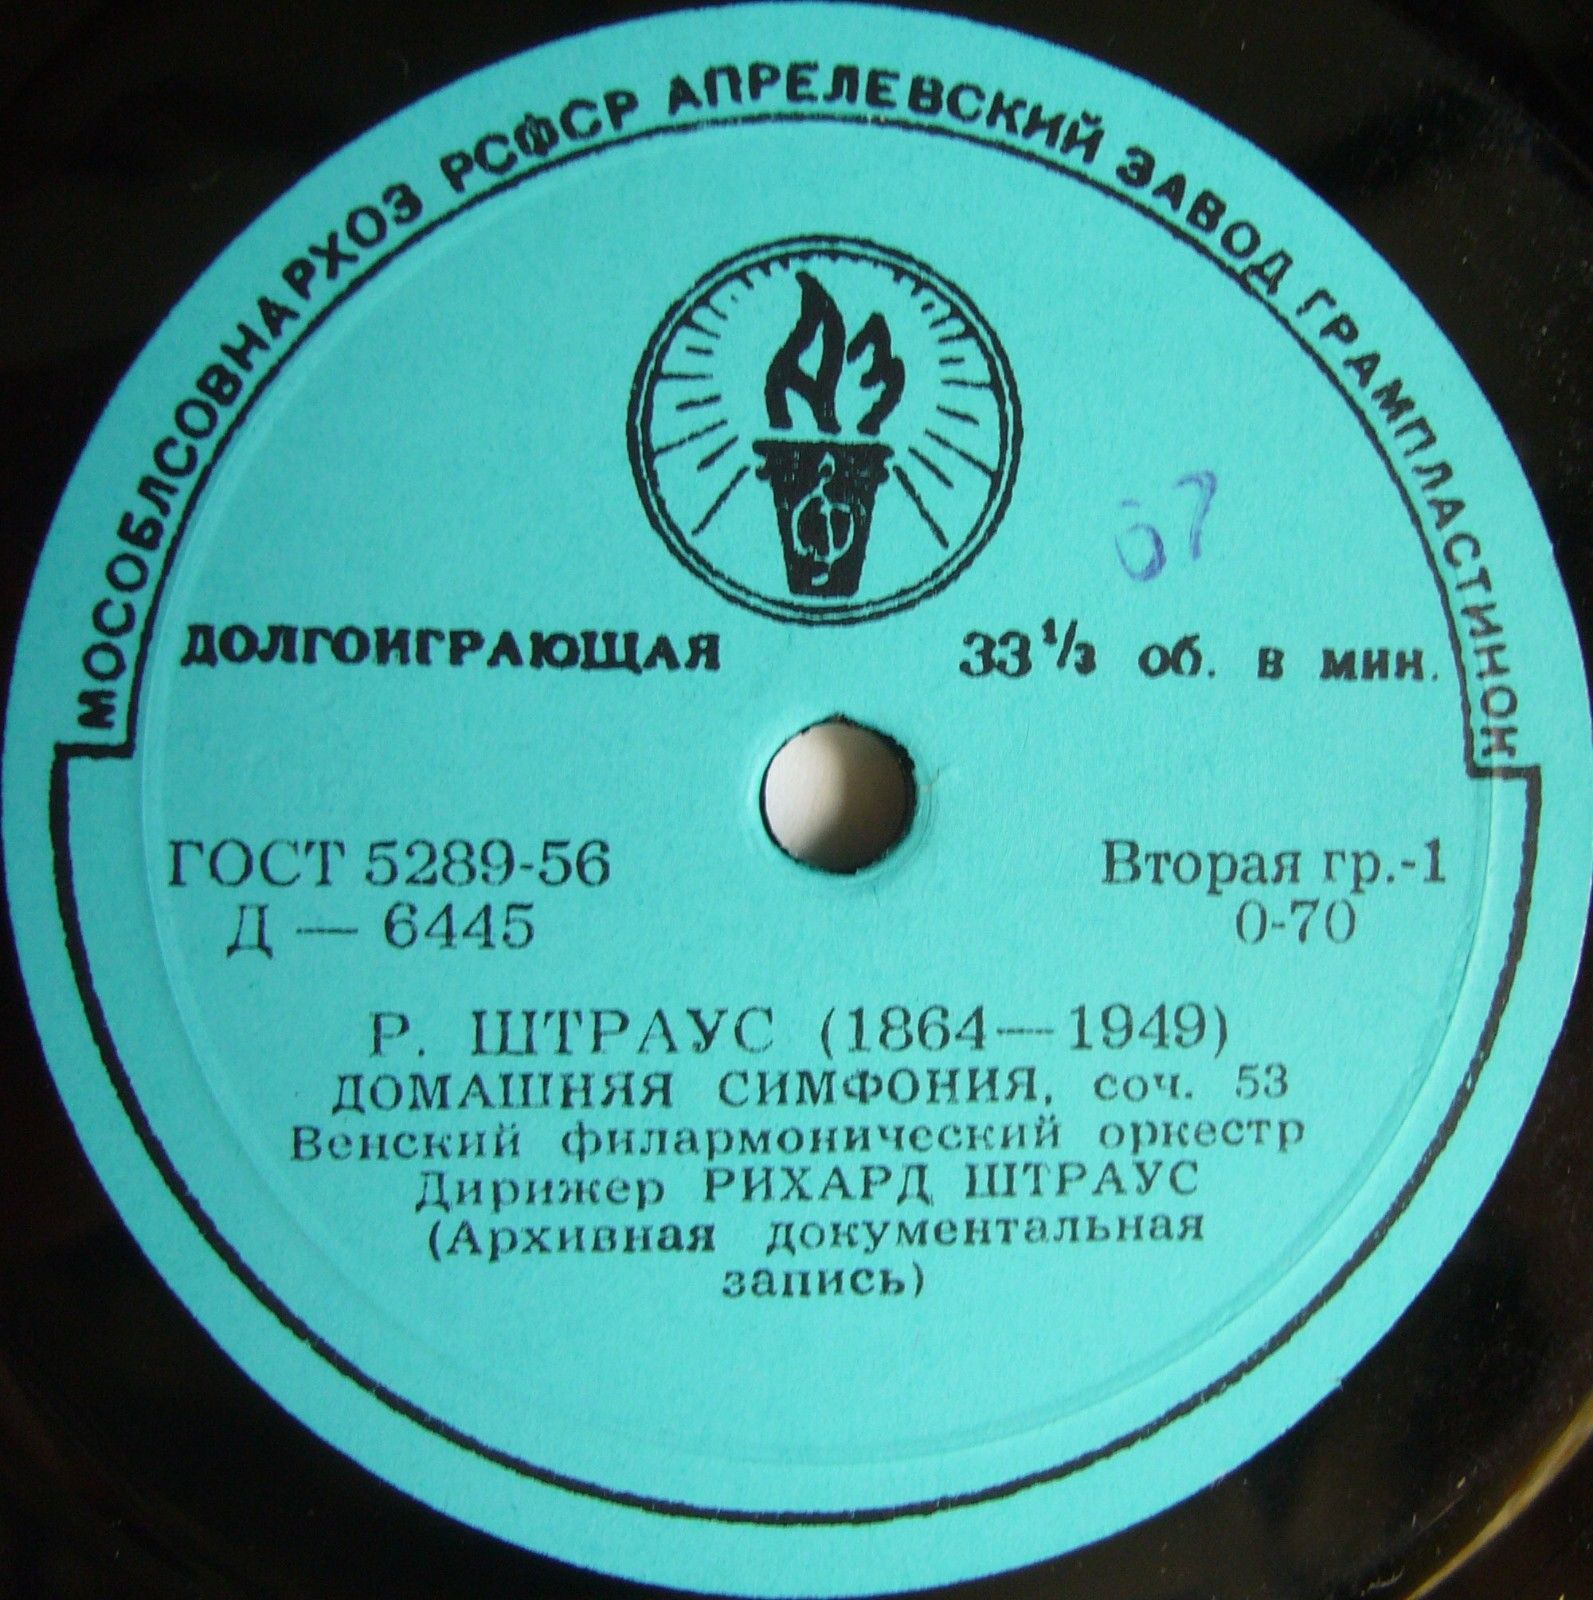 МОСОБЛСОВНАРХОЗ РСФСР АПРЕЛЕВСКИЙ ЗАВОД ГРАМПЛАСТИНОК
АЗ
67
ДОЛГОИГРАЮЩАЯ 33 1/3 об. в мин.
ГОСТ 5289-56 Вторая гр.-1
Д — 6445 0-70
Р. ШТРАУС (1864—1949)
ДОМАШНЯЯ СИМФОНИЯ, соч. 53
Венский филармонический оркестр
Дирижер РИХАРД ШТРАУС
(Архивная документальная
запись)